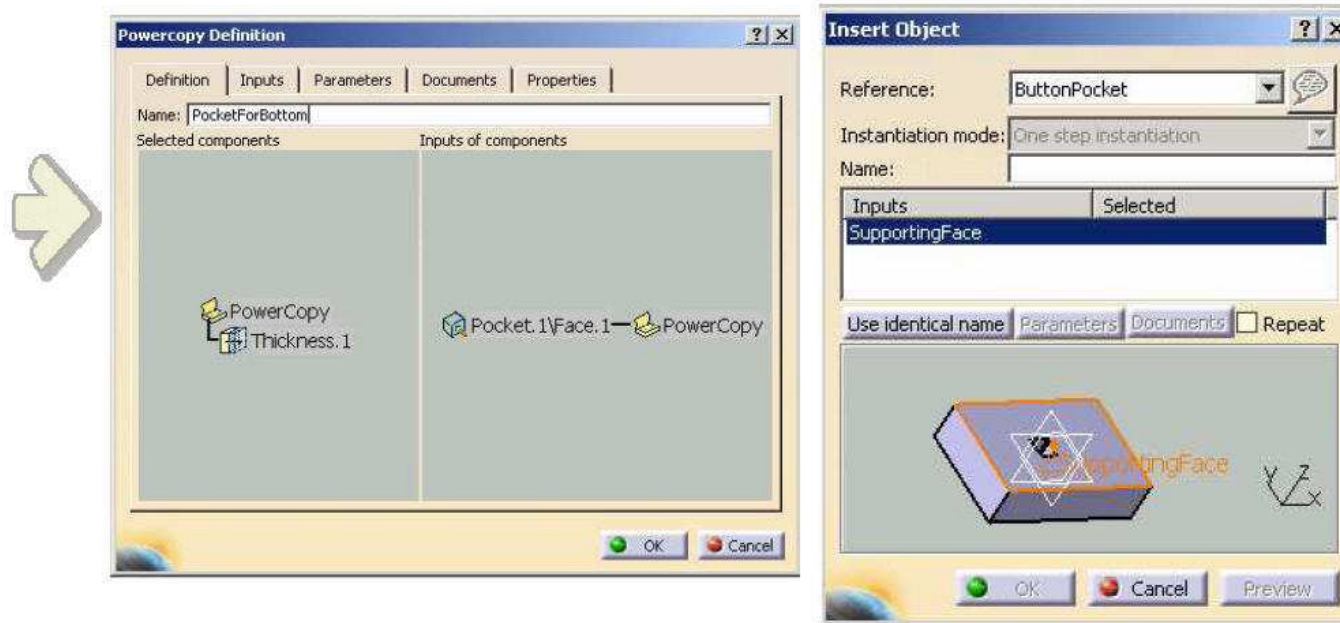 Powercopy Definition
Definition Inputs Parameters Documents Properties
Name: PocketForBottom
Selected components Inputs of components
PowerCopy
Thickness.1
Pocket.1\Face.1 PowerCopy
OK Cancel
Insert Object
Reference: ButtonPocket
Instantiation mode: One step instantiation
Name:
Inputs Selected
SupportingFace
Use identical name Parameters Documents Repeat
SupportingFace
Y Z
X
OK Cancel Preview